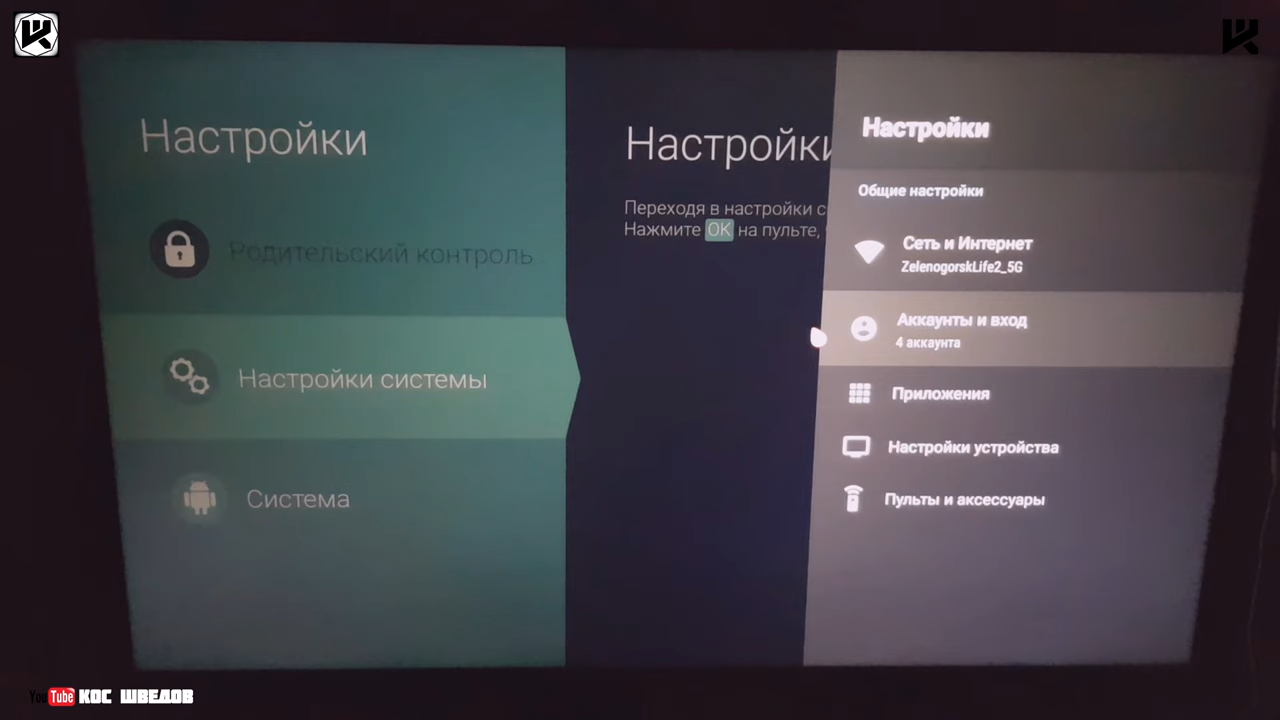 Настройки
Родительский контроль
Настройки системы
Система
Настройки
Переходя в настройки с
Нажмите OK на пульте,
Настройки
Общие настройки
Сеть и Интернет
ZelenogorskLife2_5G
Аккаунты и вход
4 аккаунта
Приложения
Настройки устройства
Пульты и аксессуары
YouTube КОС ШВЕДОВ